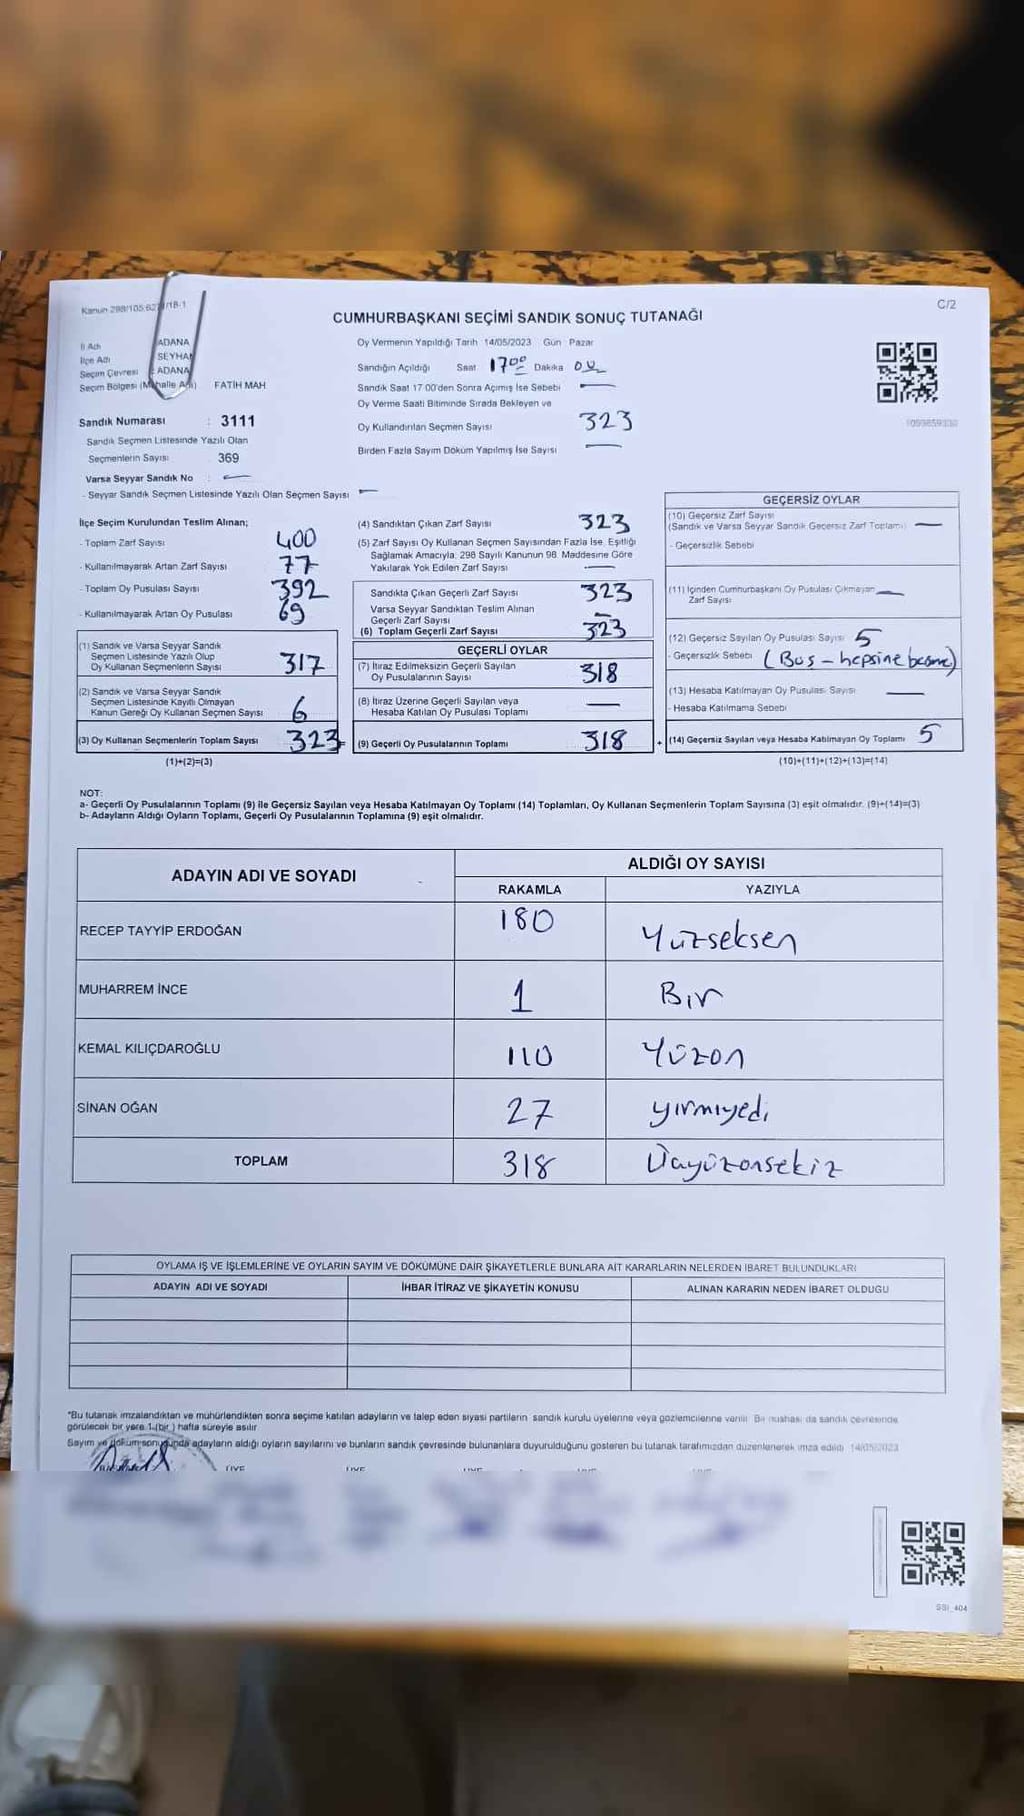 C/2
CUMHURBAŞKANI SEÇİMİ SANDIK SONUÇ TUTANAĞI
İl Adı ADANA
İlçe Adı SEYHAN
Seçim Çevresi : ADANA
Seçim Bölgesi (Mahalle Adı) FATİH MAH
Sandık Numarası : 3111
Sandık Seçmen Listesinde Yazılı Olan
Seçmenlerin Sayısı 369
Varsa Seyyar Sandık No : —
- Seyyar Sandık Seçmen Listesinde Yazılı Olan Seçmen Sayısı —
Oy Vermenin Yapıldığı Tarih 14/05/2023 Gün Pazar
Sandığın Açıldığı Saat 17⁰⁰ Dakika
Sandık Saat 17 00'den Sonra Açımış İse Sebebi —
Oy Verme Saati Bitiminde Sırada Bekleyen ve
Oy Kullandırılan Seçmen Sayısı 323
Birden Fazla Sayım Döküm Yapılmış İse Sayısı —
İlçe Seçim Kurulundan Teslim Alınan;
- Toplam Zarf Sayısı 400
- Kullanılmayarak Artan Zarf Sayısı 77
- Toplam Oy Pusulası Sayısı 392
- Kullanılmayarak Artan Oy Pusulası 69
(1) Sandık ve Varsa Seyyar Sandık
Seçmen Listesinde Yazılı Olup
Oy Kullanan Seçmenlerin Sayısı 317
(2) Sandık ve Varsa Seyyar Sandık
Seçmen Listesinde Kayıtlı Olmayan
Kanun Gereği Oy Kullanan Seçmen Sayısı 6
(3) Oy Kullanan Seçmenlerin Toplam Sayısı 323
(1)+(2)=(3)
(4) Sandıktan Çıkan Zarf Sayısı 323
(5) Zarf Sayısı Oy Kullanan Seçmen Sayısından Fazla İse, Eşitliği
Sağlamak Amacıyla; 298 Sayılı Kanunun 98. Maddesine Göre
Yakılarak Yok Edilen Zarf Sayısı —
Sandıkta Çıkan Geçerli Zarf Sayısı 323
Varsa Seyyar Sandıktan Teslim Alınan
Geçerli Zarf Sayısı —
(6) Toplam Geçerli Zarf Sayısı 323
GEÇERLİ OYLAR
(7) İtiraz Edilmeksizin Geçerli Sayılan
Oy Pusulalarının Sayısı 318
(8) İtiraz Üzerine Geçerli Sayılan veya
Hesaba Katılan Oy Pusulası Toplamı —
= (9) Geçerli Oy Pusulalarının Toplamı 318
GEÇERSİZ OYLAR
(10) Geçersiz Zarf Sayısı
(Sandık ve Varsa Seyyar Sandık Geçersiz Zarf Toplamı) —
- Geçersizlik Sebebi
(11) İçinden Cumhurbaşkanı Oy Pusulası Çıkmayan
Zarf Sayısı —
(12) Geçersiz Sayılan Oy Pusulası Sayısı 5
- Geçersizlik Sebebi (Boş - hepsine basma)
(13) Hesaba Katılmayan Oy Pusulası Sayısı —
- Hesaba Katılmama Sebebi
+ (14) Geçersiz Sayılan veya Hesaba Katılmayan Oy Toplamı 5
(10)+(11)+(12)+(13)=(14)
NOT:
a- Geçerli Oy Pusulalarının Toplamı (9) ile Geçersiz Sayılan veya Hesaba Katılmayan Oy Toplamı (14) Toplamları, Oy Kullanan Seçmenlerin Toplam Sayısına (3) eşit olmalıdır. (9)+(14)=(3)
b- Adayların Aldığı Oyların Toplamı, Geçerli Oy Pusulalarının Toplamına (9) eşit olmalıdır.
ADAYIN ADI VE SOYADI
ALDIĞI OY SAYISI
RAKAMLA YAZIYLA
RECEP TAYYİP ERDOĞAN 180 Yüzseksen
MUHARREM İNCE 1 Bir
KEMAL KILIÇDAROĞLU 110 Yüzon
SİNAN OĞAN 27 yirmiyedi
TOPLAM 318 Üçyüzonsekiz
OYLAMA İŞ VE İŞLEMLERİNE VE OYLARIN SAYIM VE DÖKÜMÜNE DAİR ŞİKAYETLERLE BUNLARA AİT KARARLARIN NELERDEN İBARET BULUNDUKLARI
ADAYIN ADI VE SOYADI İHBAR İTİRAZ VE ŞİKAYETİN KONUSU ALINAN KARARIN NEDEN İBARET OLDUĞU
*Bu tutanak imzalandıktan ve mühürlendikten sonra seçime katılan adayların ve talep eden siyasi partilerin sandık kurulu üyelerine veya gözlemcilerine verilir. Bir nüshası da sandık çevresinde
görülecek bir yere 1 (bir ) hafta süreyle asılır
Sayım ve döküm sonucunda adayların aldığı oyların sayılarını ve bunların sandık çevresinde bulunanlara duyurulduğunu gösteren bu tutanak tarafımızdan düzenlenerek imza edildi 14/05/2023
ÜYE ÜYE